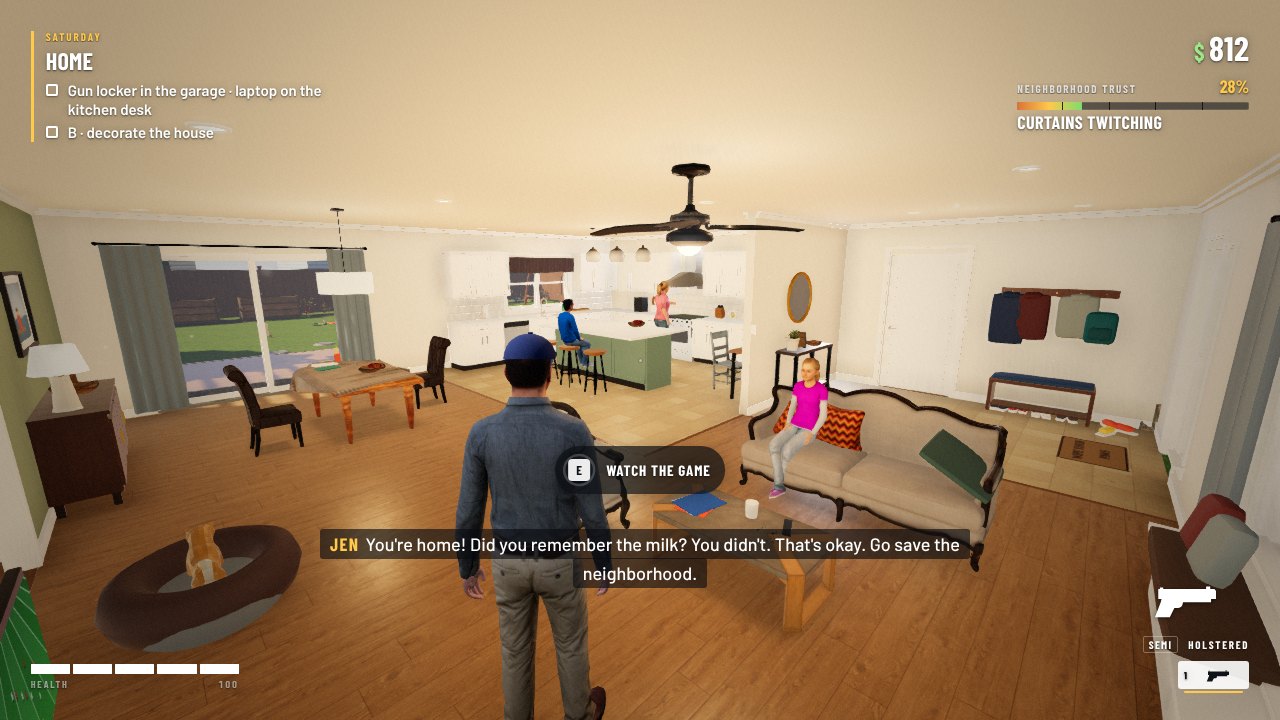 SATURDAY
HOME
Gun locker in the garage · laptop on the
kitchen desk
B · decorate the house
$812
NEIGHBORHOOD TRUST 28%
CURTAINS TWITCHING
E WATCH THE GAME
JEN You're home! Did you remember the milk? You didn't. That's okay. Go save the
neighborhood.
SEMI HOLSTERED
1
HEALTH 100